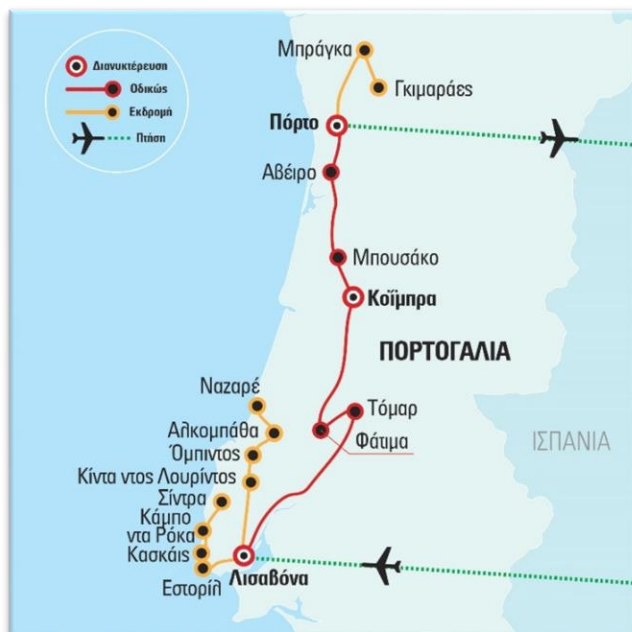 Διανυκτέρευση
Οδικώς
Εκδρομή
Πτήση
Μπράγκα
Γκιμαράες
Πόρτο
Αβέιρο
Μπουσάκο
Κοΐμπρα
ΠΟΡΤΟΓΑΛΙΑ
Ναζαρέ
Τόμαρ
Αλκομπάθα
Φάτιμα
ΙΣΠΑΝΙΑ
Όμπιντος
Κίντα ντος Λουρίντος
Σίντρα
Κάμπο
ντα Ρόκα
Κασκάις
Λισαβόνα
Εστορίλ